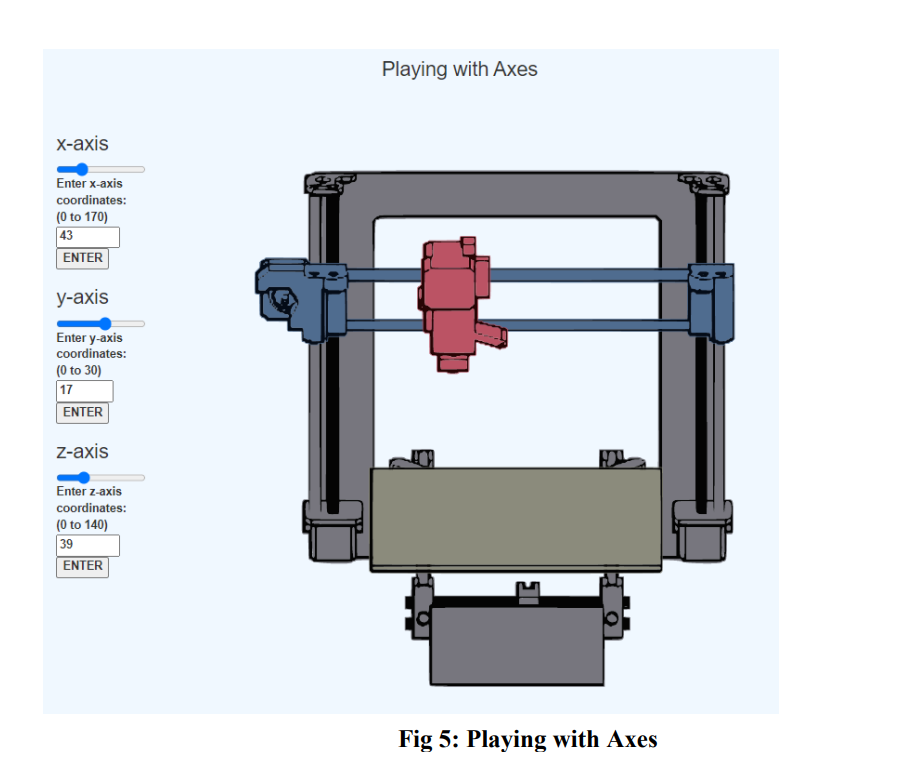 Playing with Axes
x-axis
Enter x-axis
coordinates:
(0 to 170)
43
ENTER
y-axis
Enter y-axis
coordinates:
(0 to 30)
17
ENTER
z-axis
Enter z-axis
coordinates:
(0 to 140)
39
ENTER
Fig 5: Playing with Axes